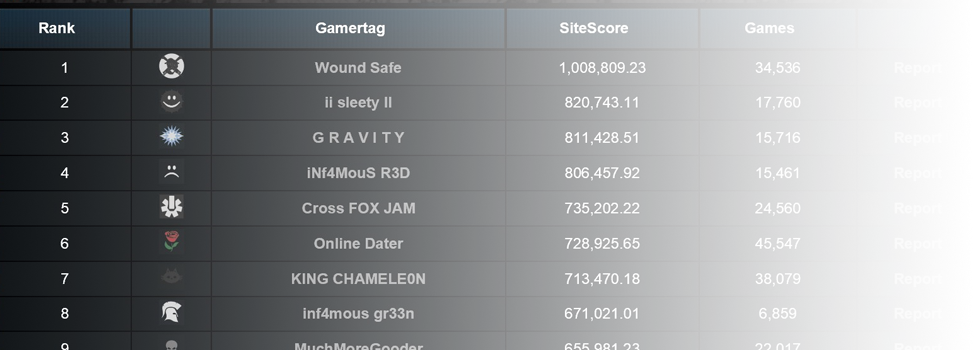 Rank Gamertag SiteScore Games
1 Wound Safe 1,008,809.23 34,536 Report
2 ii sleety II 820,743.11 17,760 Report
3 G R A V I T Y 811,428.51 15,716 Report
4 iNf4MouS R3D 806,457.92 15,461 Report
5 Cross FOX JAM 735,202.22 24,560 Report
6 Online Dater 728,925.65 45,547 Report
7 KING CHAMELE0N 713,470.18 38,079 Report
8 inf4mous gr33n 671,021.01 6,859 Report
9 MuchMoreGooder 655,981.23 22,017